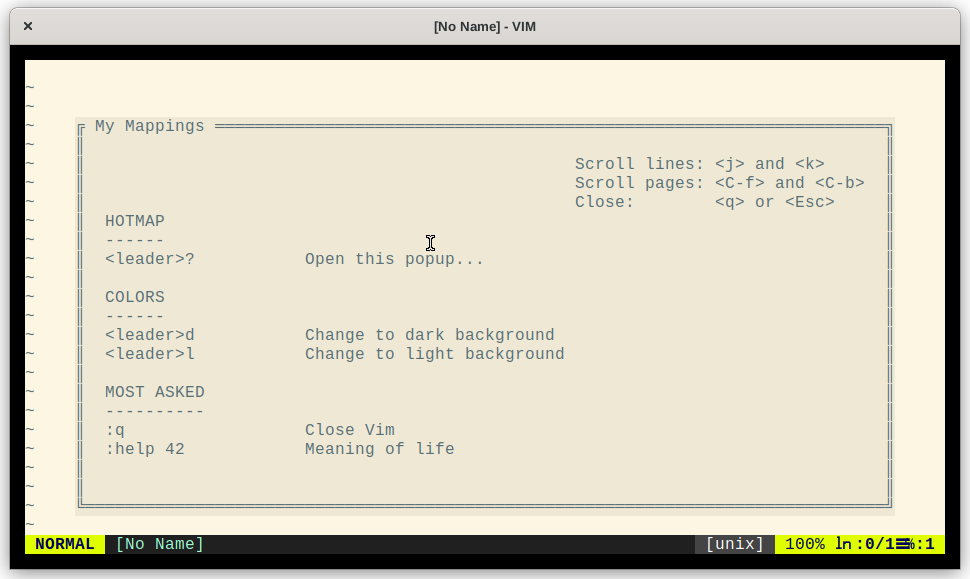 [No Name] - VIM
My Mappings
Scroll lines: <j> and <k>
Scroll pages: <C-f> and <C-b>
Close: <q> or <Esc>
HOTMAP
------
<leader>? Open this popup...
COLORS
------
<leader>d Change to dark background
<leader>l Change to light background
MOST ASKED
----------
:q Close Vim
:help 42 Meaning of life
NORMAL [No Name] [unix] 100% ln :0/1☰%:1